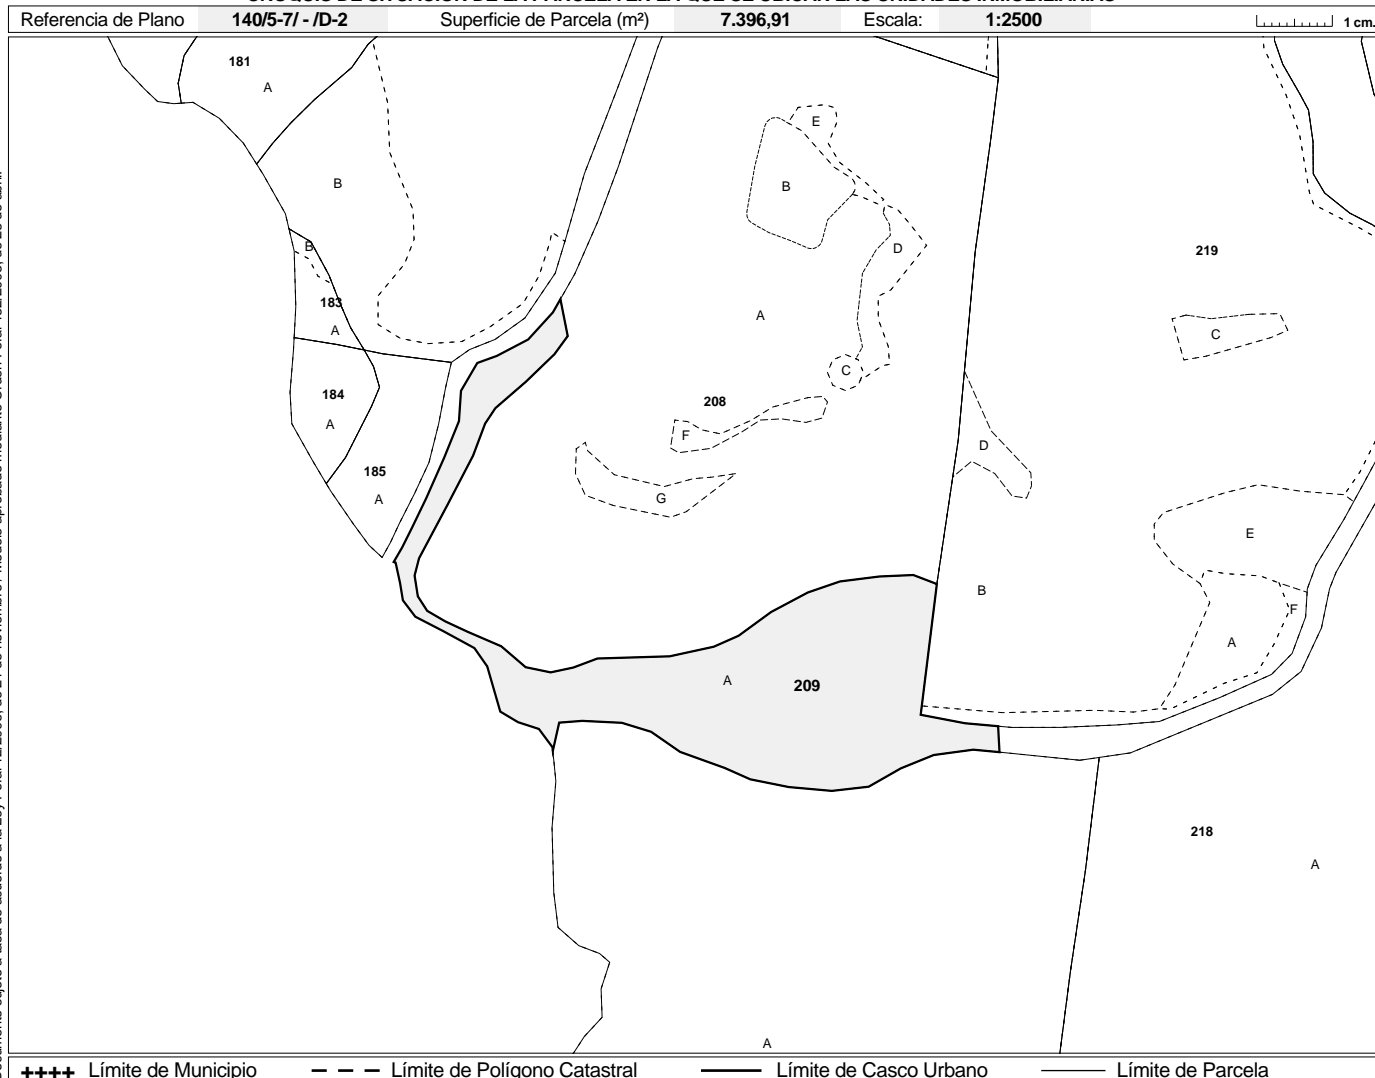 Referencia de Plano 140/5-7/ - /D-2 Superficie de Parcela (m²) 7.396,91 Escala: 1:2500 1 cm.
181
A
E
B
B
B
D
219
183
A
A
C
C
184
A
208
F
D
185
A
G
E
B
F
A
A
209
218
A
A
++++ Límite de Municipio – – – Límite de Polígono Catastral —— Límite de Casco Urbano —— Límite de Parcela